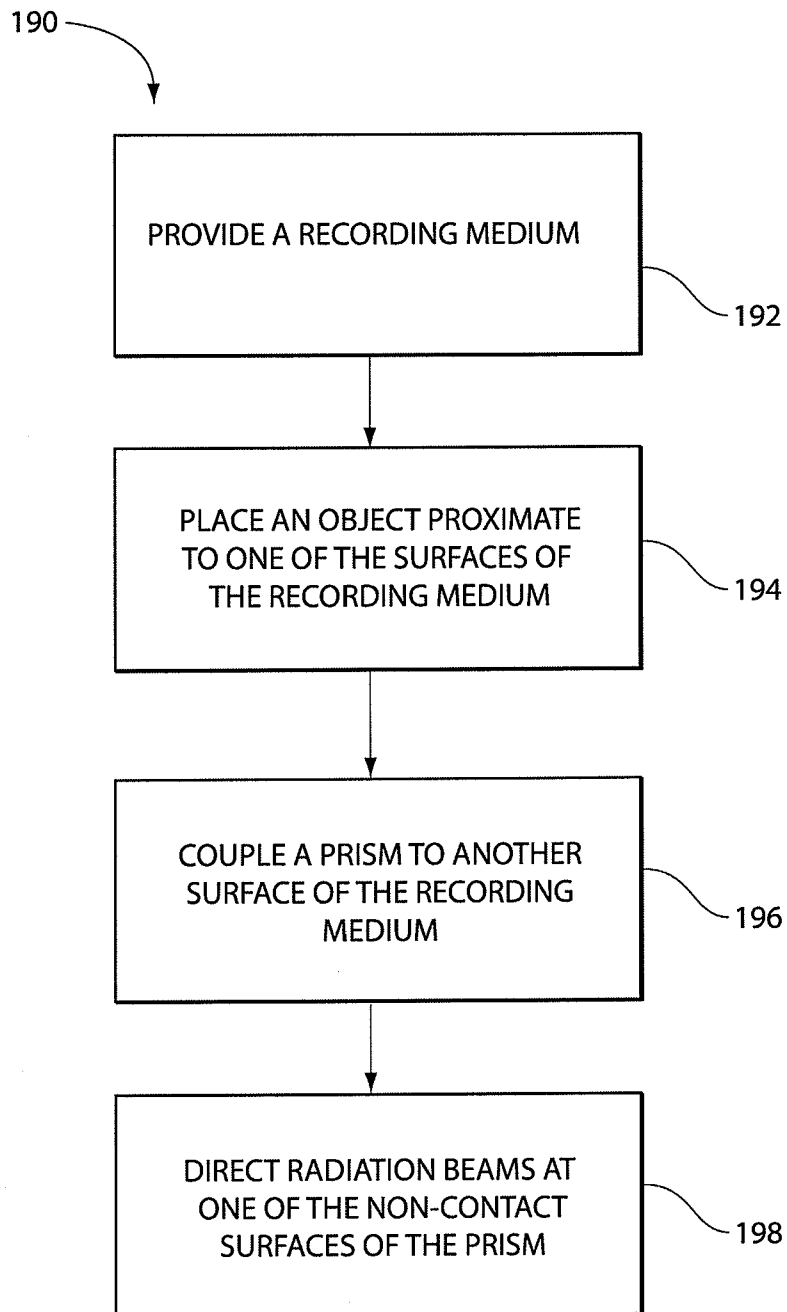 190
PROVIDE A RECORDING MEDIUM
192
PLACE AN OBJECT PROXIMATE
TO ONE OF THE SURFACES OF
THE RECORDING MEDIUM
194
COUPLE A PRISM TO ANOTHER
SURFACE OF THE RECORDING
MEDIUM
196
DIRECT RADIATION BEAMS AT
ONE OF THE NON-CONTACT
SURFACES OF THE PRISM
198